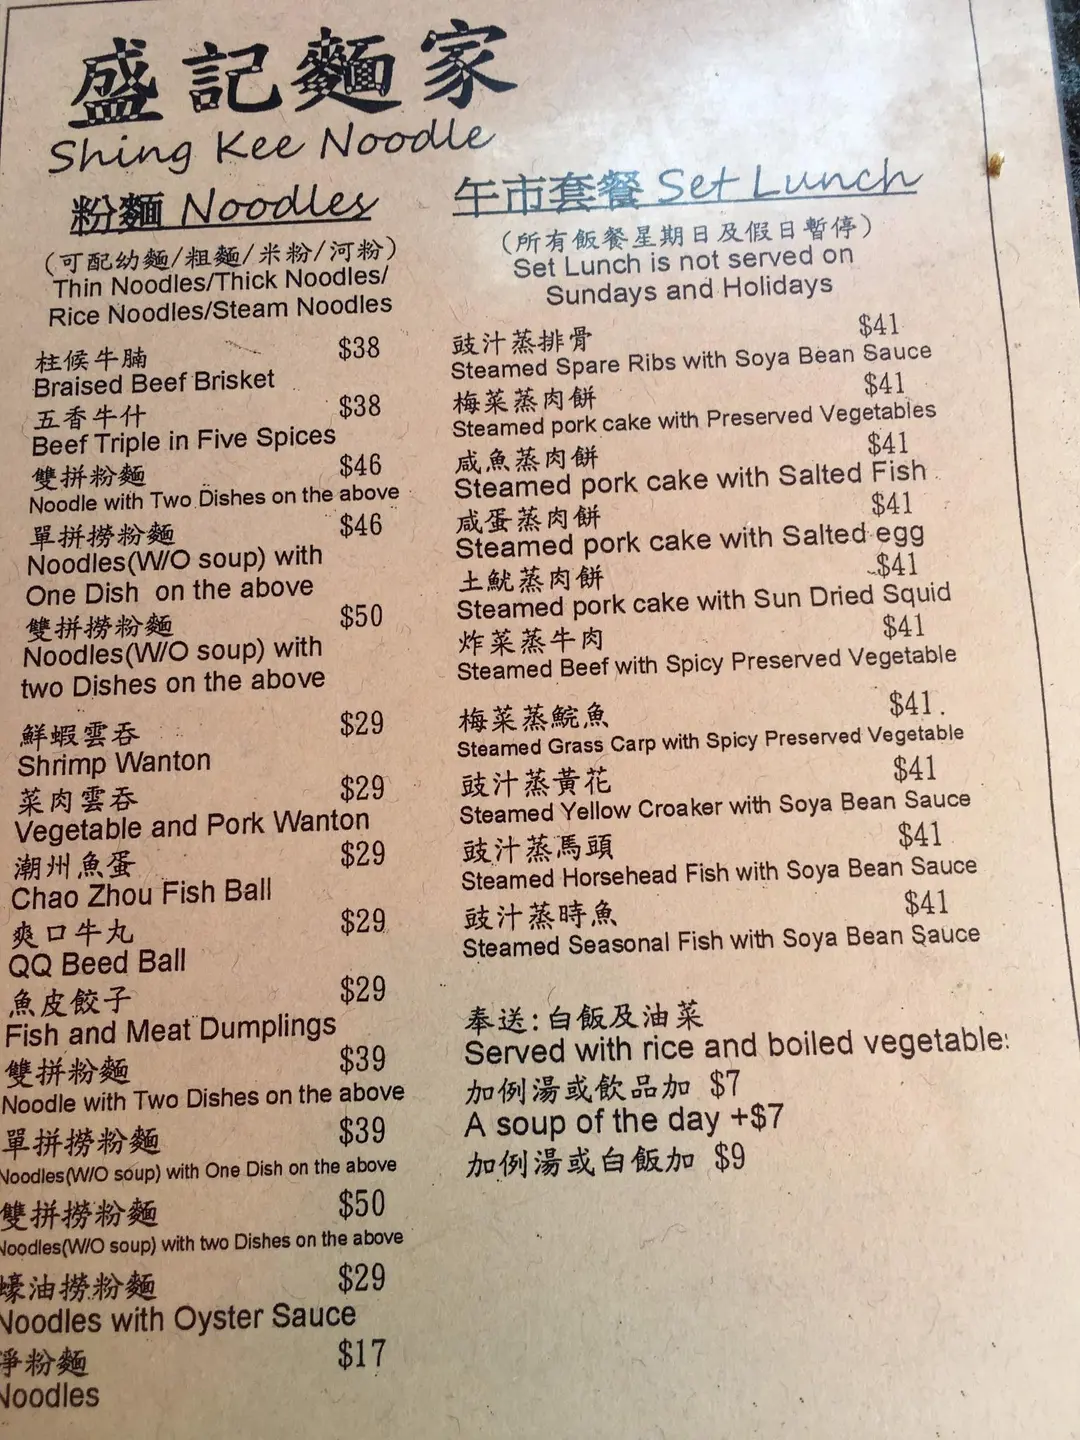 盛記麵家
Shing Kee Noodle
粉麵 Noodles
(可配幼麵/粗麵/米粉/河粉)
Thin Noodles/Thick Noodles/
Rice Noodles/Steam Noodles
柱候牛腩 $38
Braised Beef Brisket
五香牛什 $38
Beef Triple in Five Spices
雙拼粉麵 $46
Noodle with Two Dishes on the above
單拼撈粉麵 $46
Noodles(W/O soup) with
One Dish on the above
雙拼撈粉麵 $50
Noodles(W/O soup) with
two Dishes on the above
鮮蝦雲吞 $29
Shrimp Wanton
菜肉雲吞 $29
Vegetable and Pork Wanton
潮州魚蛋 $29
Chao Zhou Fish Ball
爽口牛丸 $29
QQ Beed Ball
魚皮餃子 $29
Fish and Meat Dumplings
雙拼粉麵 $39
Noodle with Two Dishes on the above
單拼撈粉麵 $39
Noodles(W/O soup) with One Dish on the above
雙拼撈粉麵 $50
Noodles(W/O soup) with two Dishes on the above
蠔油撈粉麵 $29
Noodles with Oyster Sauce
淨粉麵 $17
Noodles
午市套餐 Set Lunch
(所有飯餐星期日及假日暫停)
Set Lunch is not served on
Sundays and Holidays
豉汁蒸排骨 $41
Steamed Spare Ribs with Soya Bean Sauce
梅菜蒸肉餅 $41
Steamed pork cake with Preserved Vegetables
咸魚蒸肉餅 $41
Steamed pork cake with Salted Fish
咸蛋蒸肉餅 $41
Steamed pork cake with Salted egg
土魷蒸肉餅 $41
Steamed pork cake with Sun Dried Squid
炸菜蒸牛肉 $41
Steamed Beef with Spicy Preserved Vegetable
梅菜蒸鯇魚 $41
Steamed Grass Carp with Spicy Preserved Vegetable
豉汁蒸黃花 $41
Steamed Yellow Croaker with Soya Bean Sauce
豉汁蒸馬頭 $41
Steamed Horsehead Fish with Soya Bean Sauce
豉汁蒸時魚 $41
Steamed Seasonal Fish with Soya Bean Sauce
奉送:白飯及油菜
Served with rice and boiled vegetables
加例湯或飲品加 $7
A soup of the day +$7
加例湯或白飯加 $9